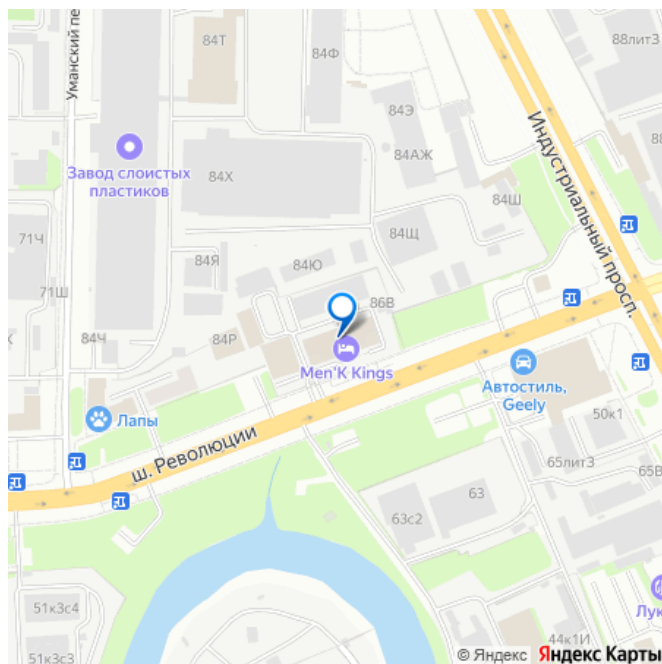 Уманский пе
84Т
84Ф
88лит3
84Э
Индустриальный просп.
84АЖ
Завод слоистых
пластиков
84Х
84Ш
71Ч
84Щ
84Я
84Ю
71Ш
86В
84Ч
84Р
Men'K Kings
Автостиль,
Geely
Лапы
50к1
ш. Революции
65лит3
65В
63
63с2
51к3с4
Лук
44к1И
51к3с3
© Яндекс Яндекс Карты